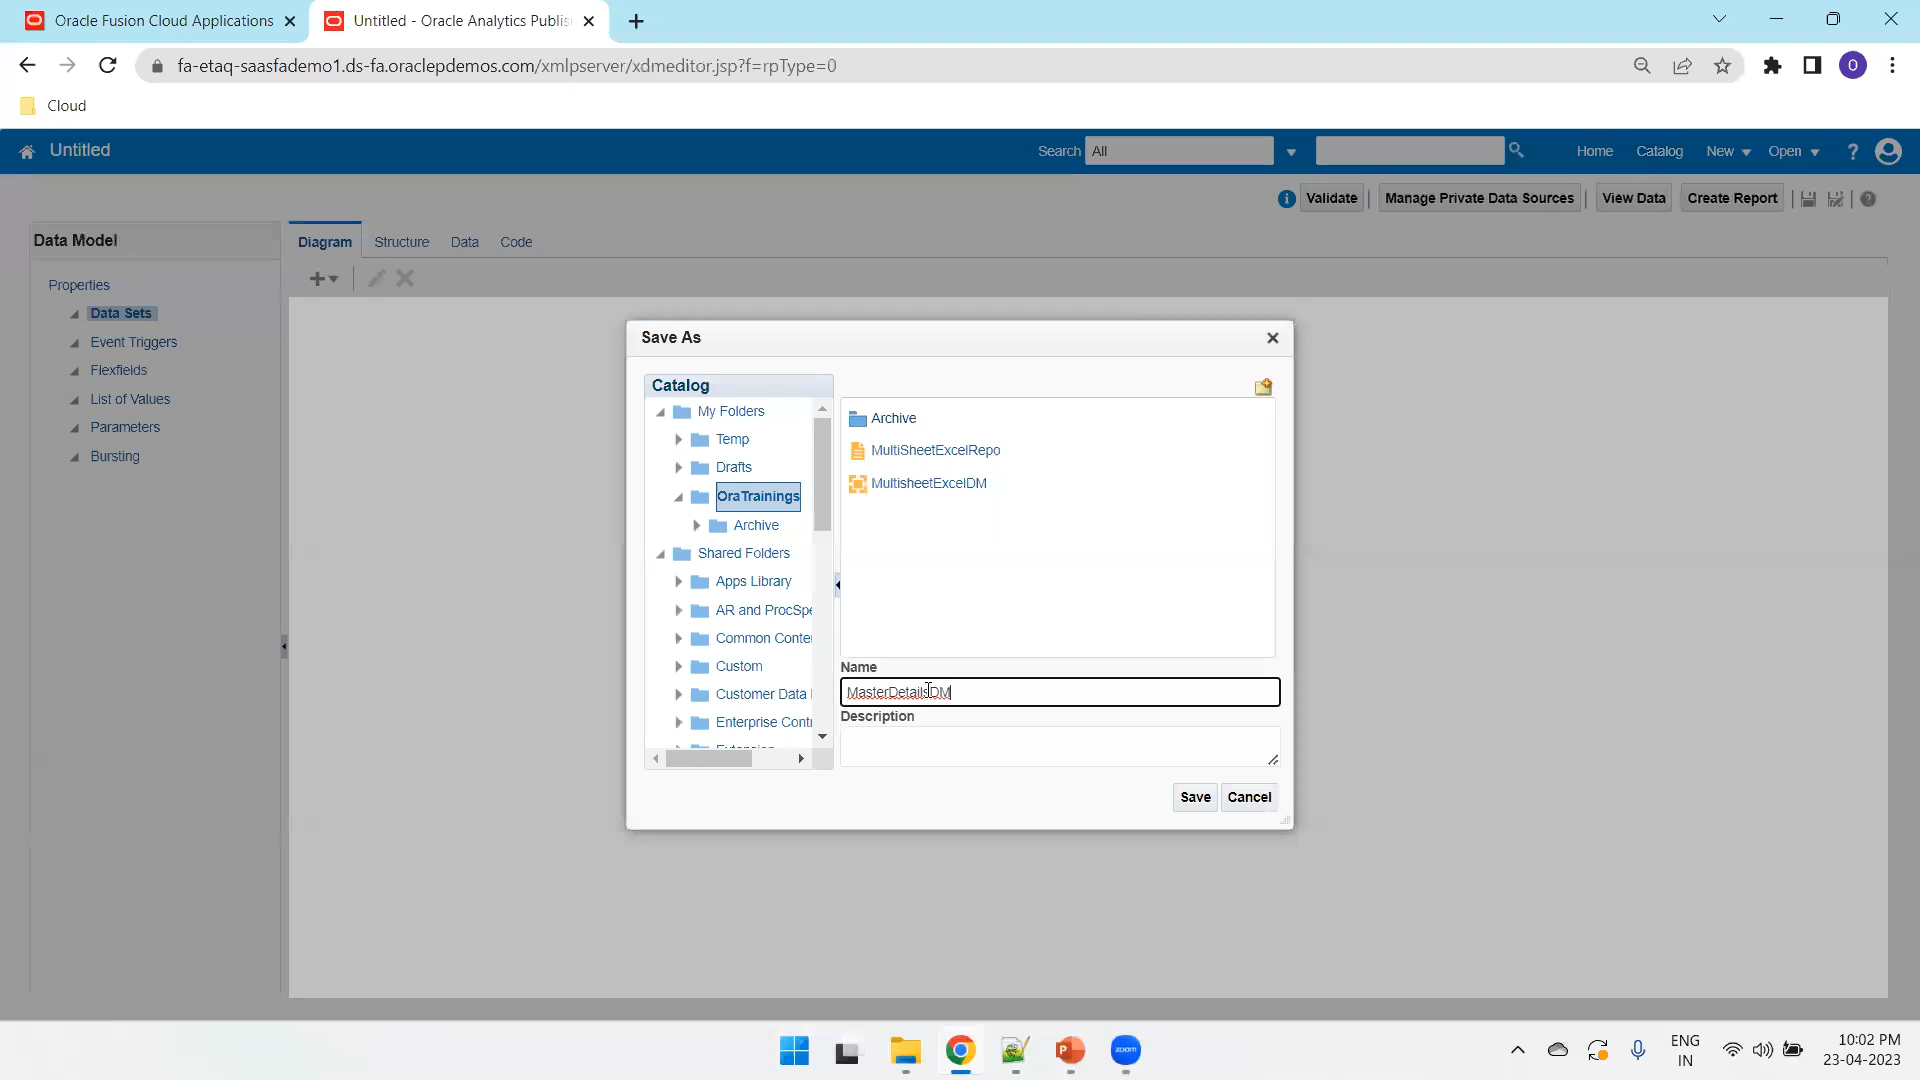 Oracle Fusion Cloud Applications
Untitled - Oracle Analytics Publis
fa-etaq-saasfademo1.ds-fa.oraclepdemos.com/xmlpserver/xdmeditor.jsp?f=rpType=0
O
Cloud
Untitled
Search All
Home Catalog New Open ?
Validate Manage Private Data Sources View Data Create Report
Data Model
Diagram Structure Data Code
Properties
Data Sets
Event Triggers
Flexfields
List of Values
Parameters
Bursting
Save As
Catalog
My Folders
Temp
Drafts
OraTrainings
Archive
Shared Folders
Apps Library
AR and ProcSpe
Common Conte
Custom
Customer Data
Enterprise Cont
Archive
MultiSheetExcelRepo
MultisheetExcelDM
Name
MasterDetailsDM
Description
Save Cancel
zoom
ENG
IN
10:02 PM
23-04-2023